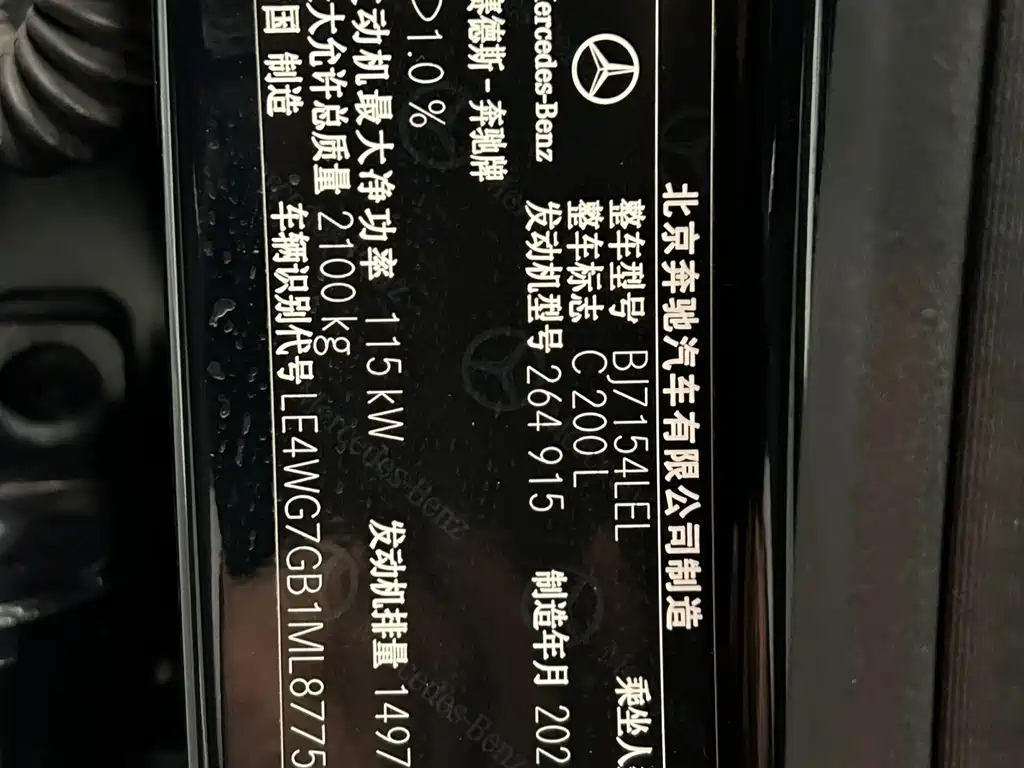 北京奔驰汽车有限公司制造
Mercedes-Benz
赛德斯-奔驰牌
整车型号 BJ7154LEL 乘坐人
整车标志 C 200 L
发动机型号 264 915 制造年月 202
>1.0%
动机最大净功率 115 kW 发动机排量 1497
大允许总质量 2100 kg
国 制造 车辆识别代号 LE4WG7GB1ML8775